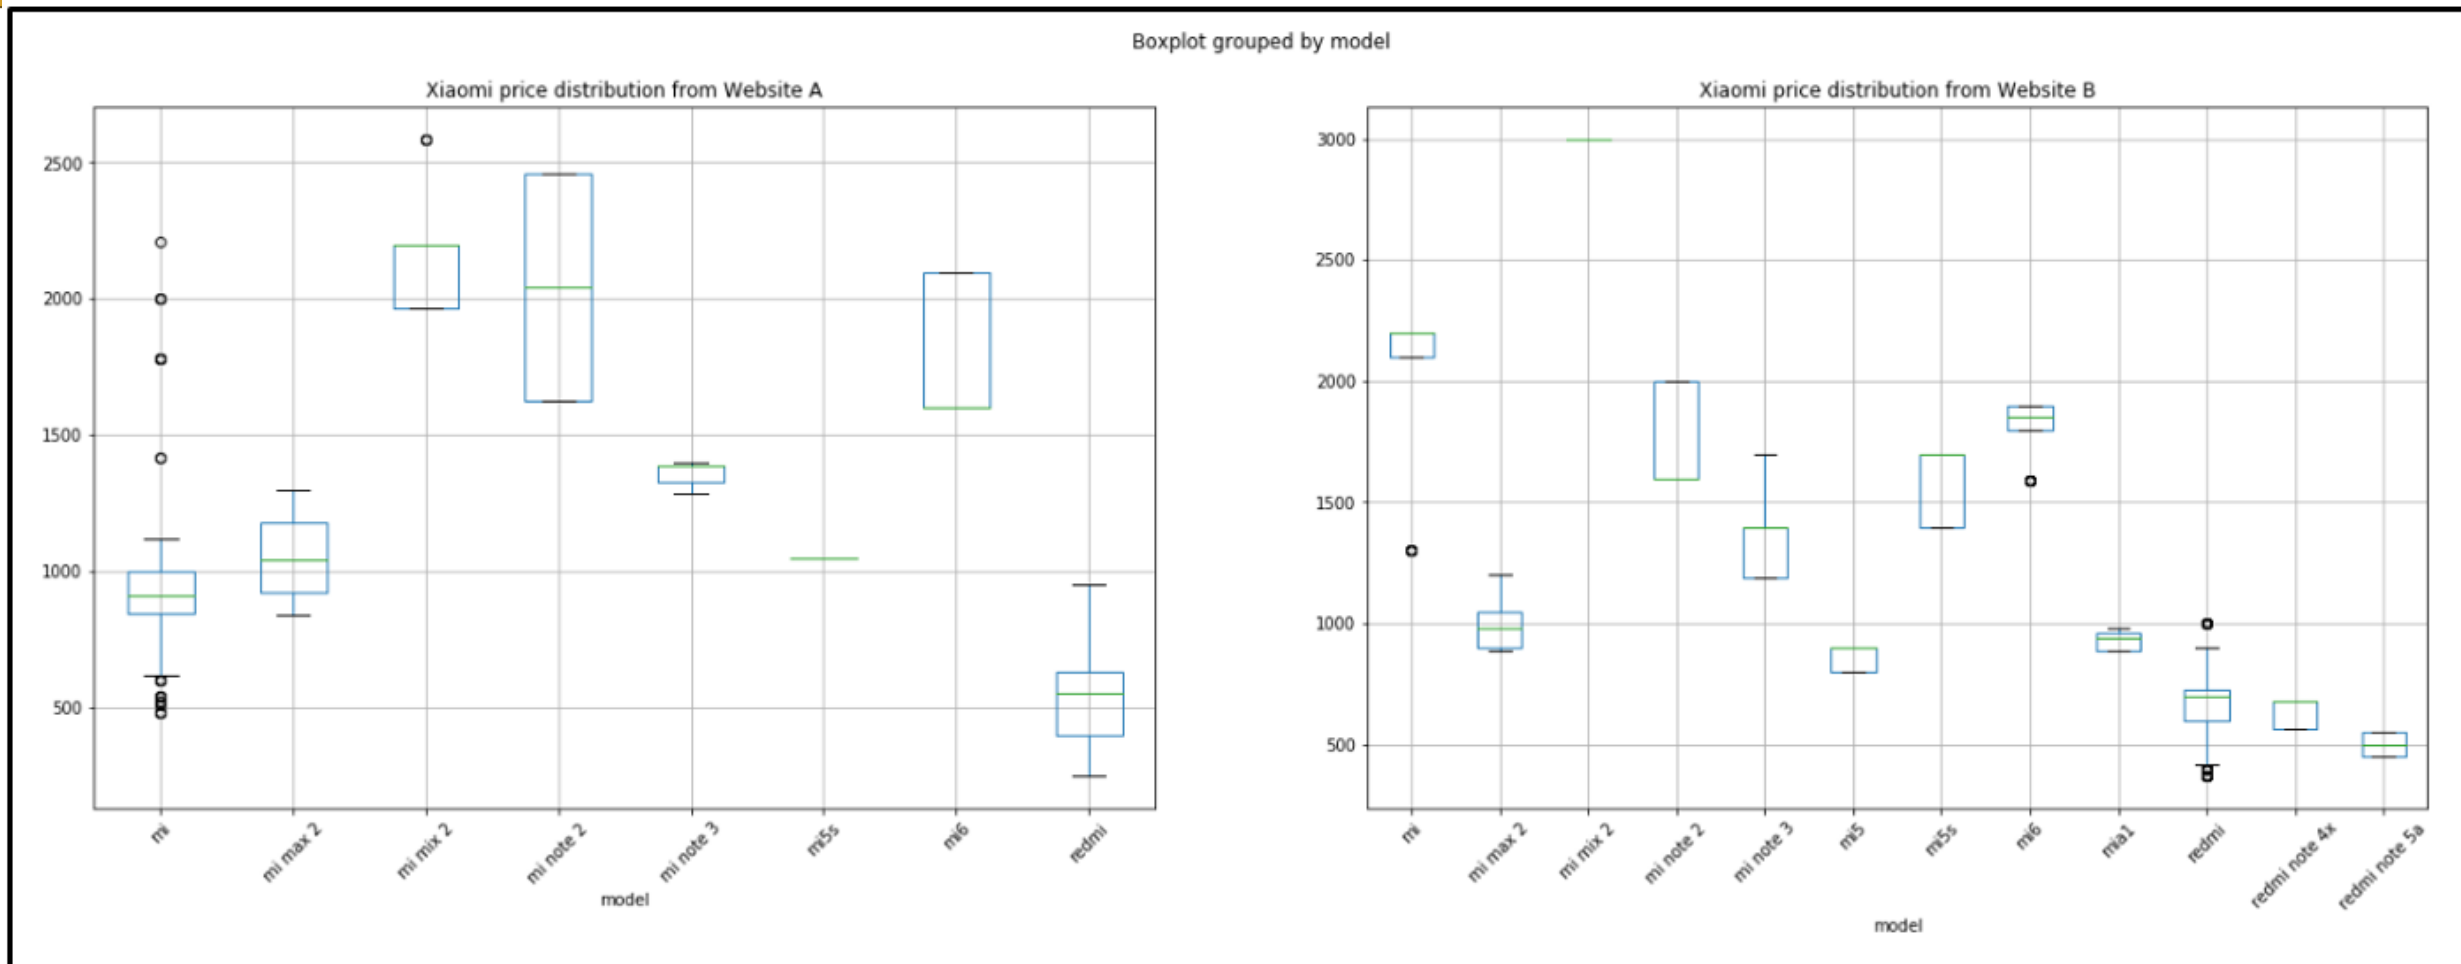 Boxplot grouped by model
Xiaomi price distribution from Website A
2500
2000
1500
1000
500
mi
mi max 2
mi mix 2
mi note 2
mi note 3
mi5s
mi6
redmi
model
Xiaomi price distribution from Website B
3000
2500
2000
1500
1000
500
mi
mi max 2
mi mix 2
mi note 2
mi note 3
mi5
mi5s
mi6
mia1
redmi
redmi note 4x
redmi note 5a
model